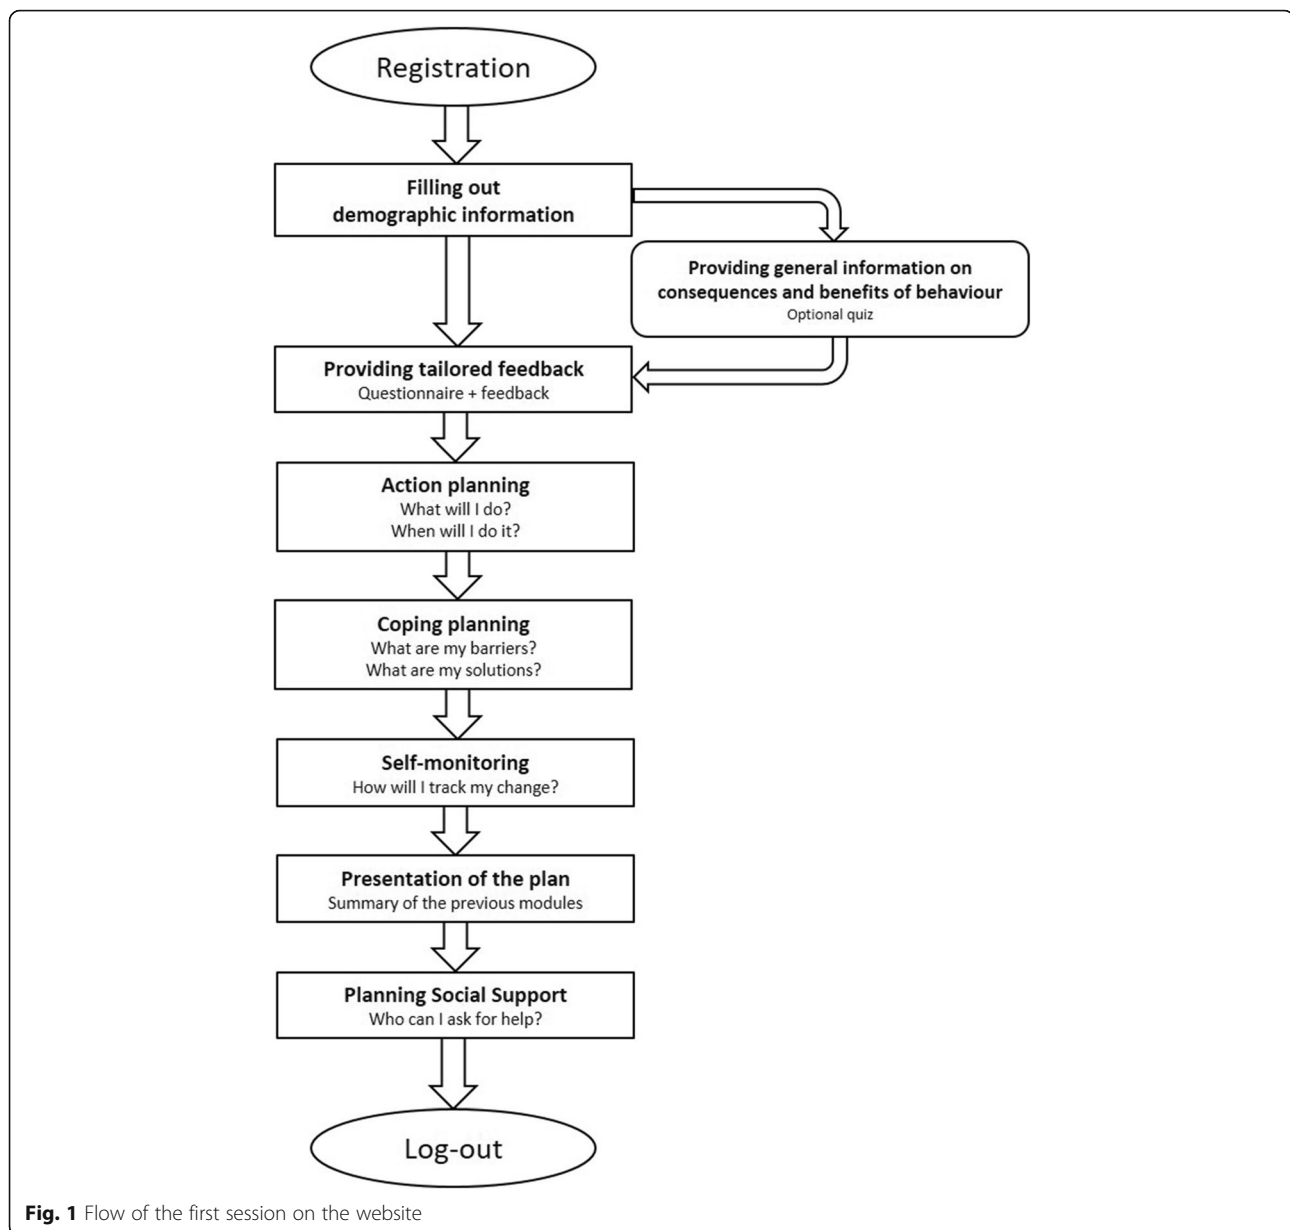 Registration
Filling out
demographic information
Providing general information on
consequences and benefits of behaviour
Optional quiz
Providing tailored feedback
Questionnaire + feedback
Action planning
What will I do?
When will I do it?
Coping planning
What are my barriers?
What are my solutions?
Self-monitoring
How will I track my change?
Presentation of the plan
Summary of the previous modules
Planning Social Support
Who can I ask for help?
Log-out
Fig. 1 Flow of the first session on the website